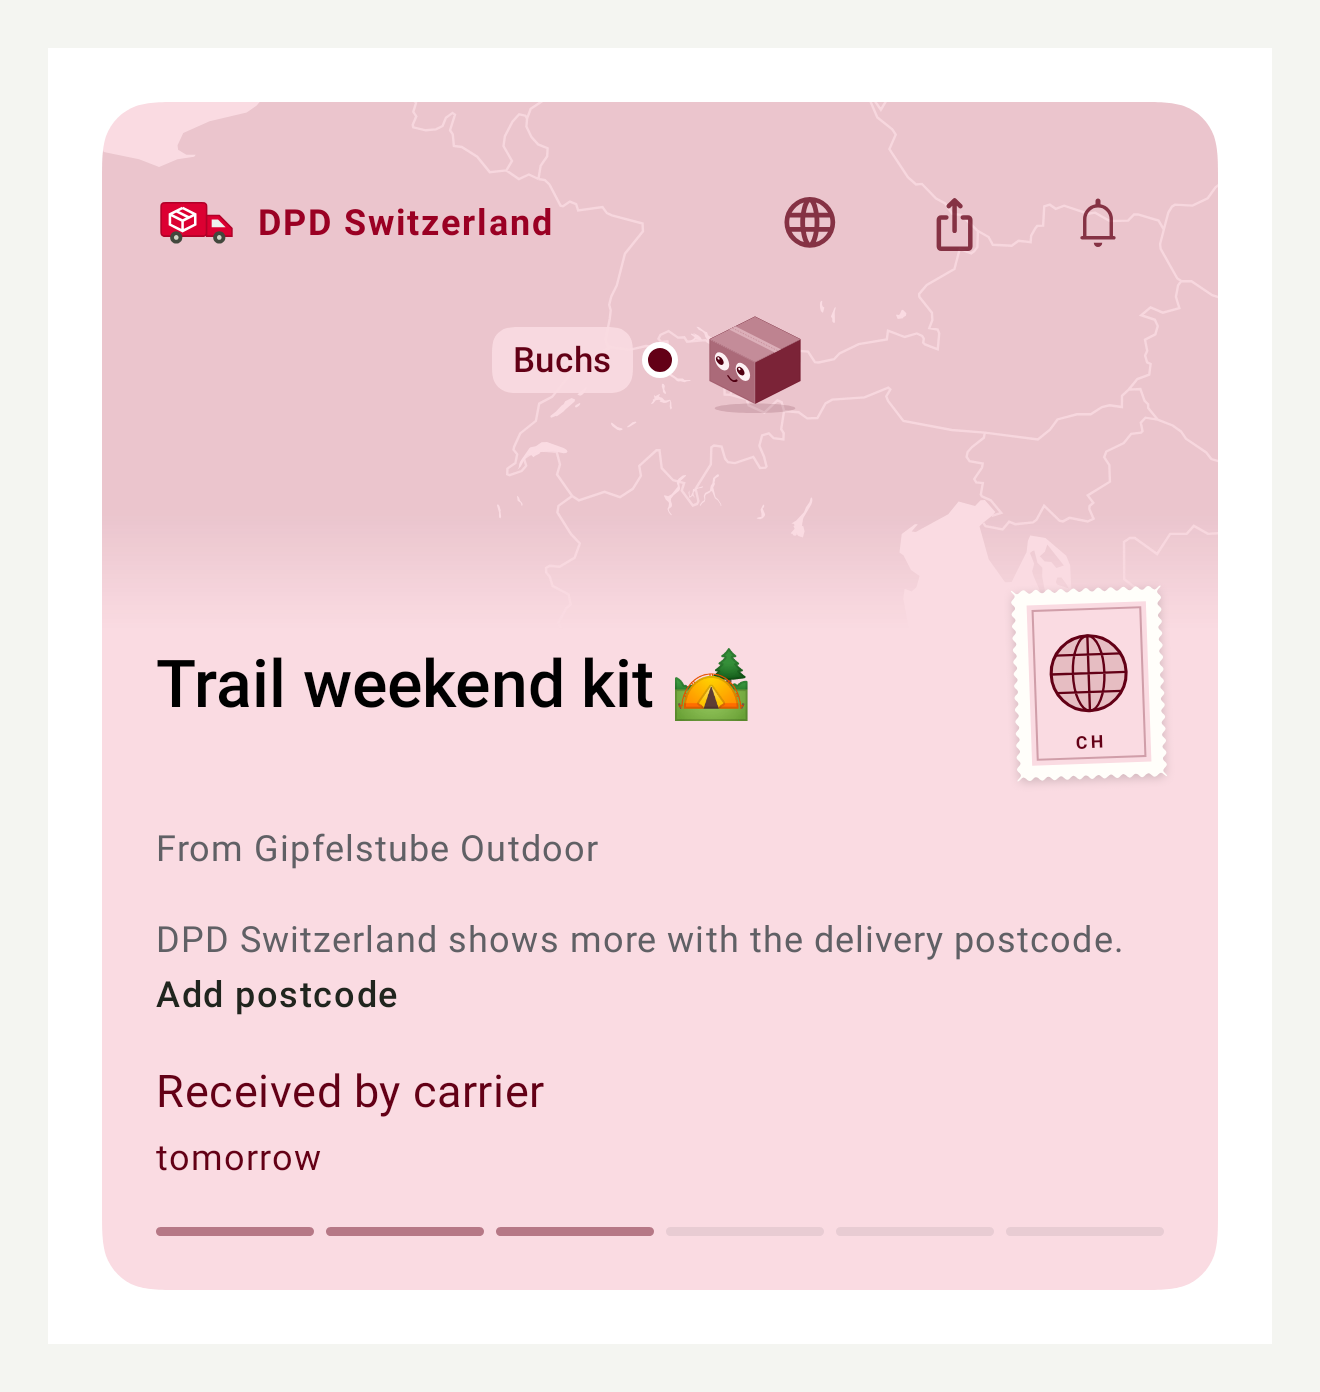 DPD Switzerland
Buchs
Trail weekend kit
CH
From Gipfelstube Outdoor
DPD Switzerland shows more with the delivery postcode.
Add postcode
Received by carrier
tomorrow